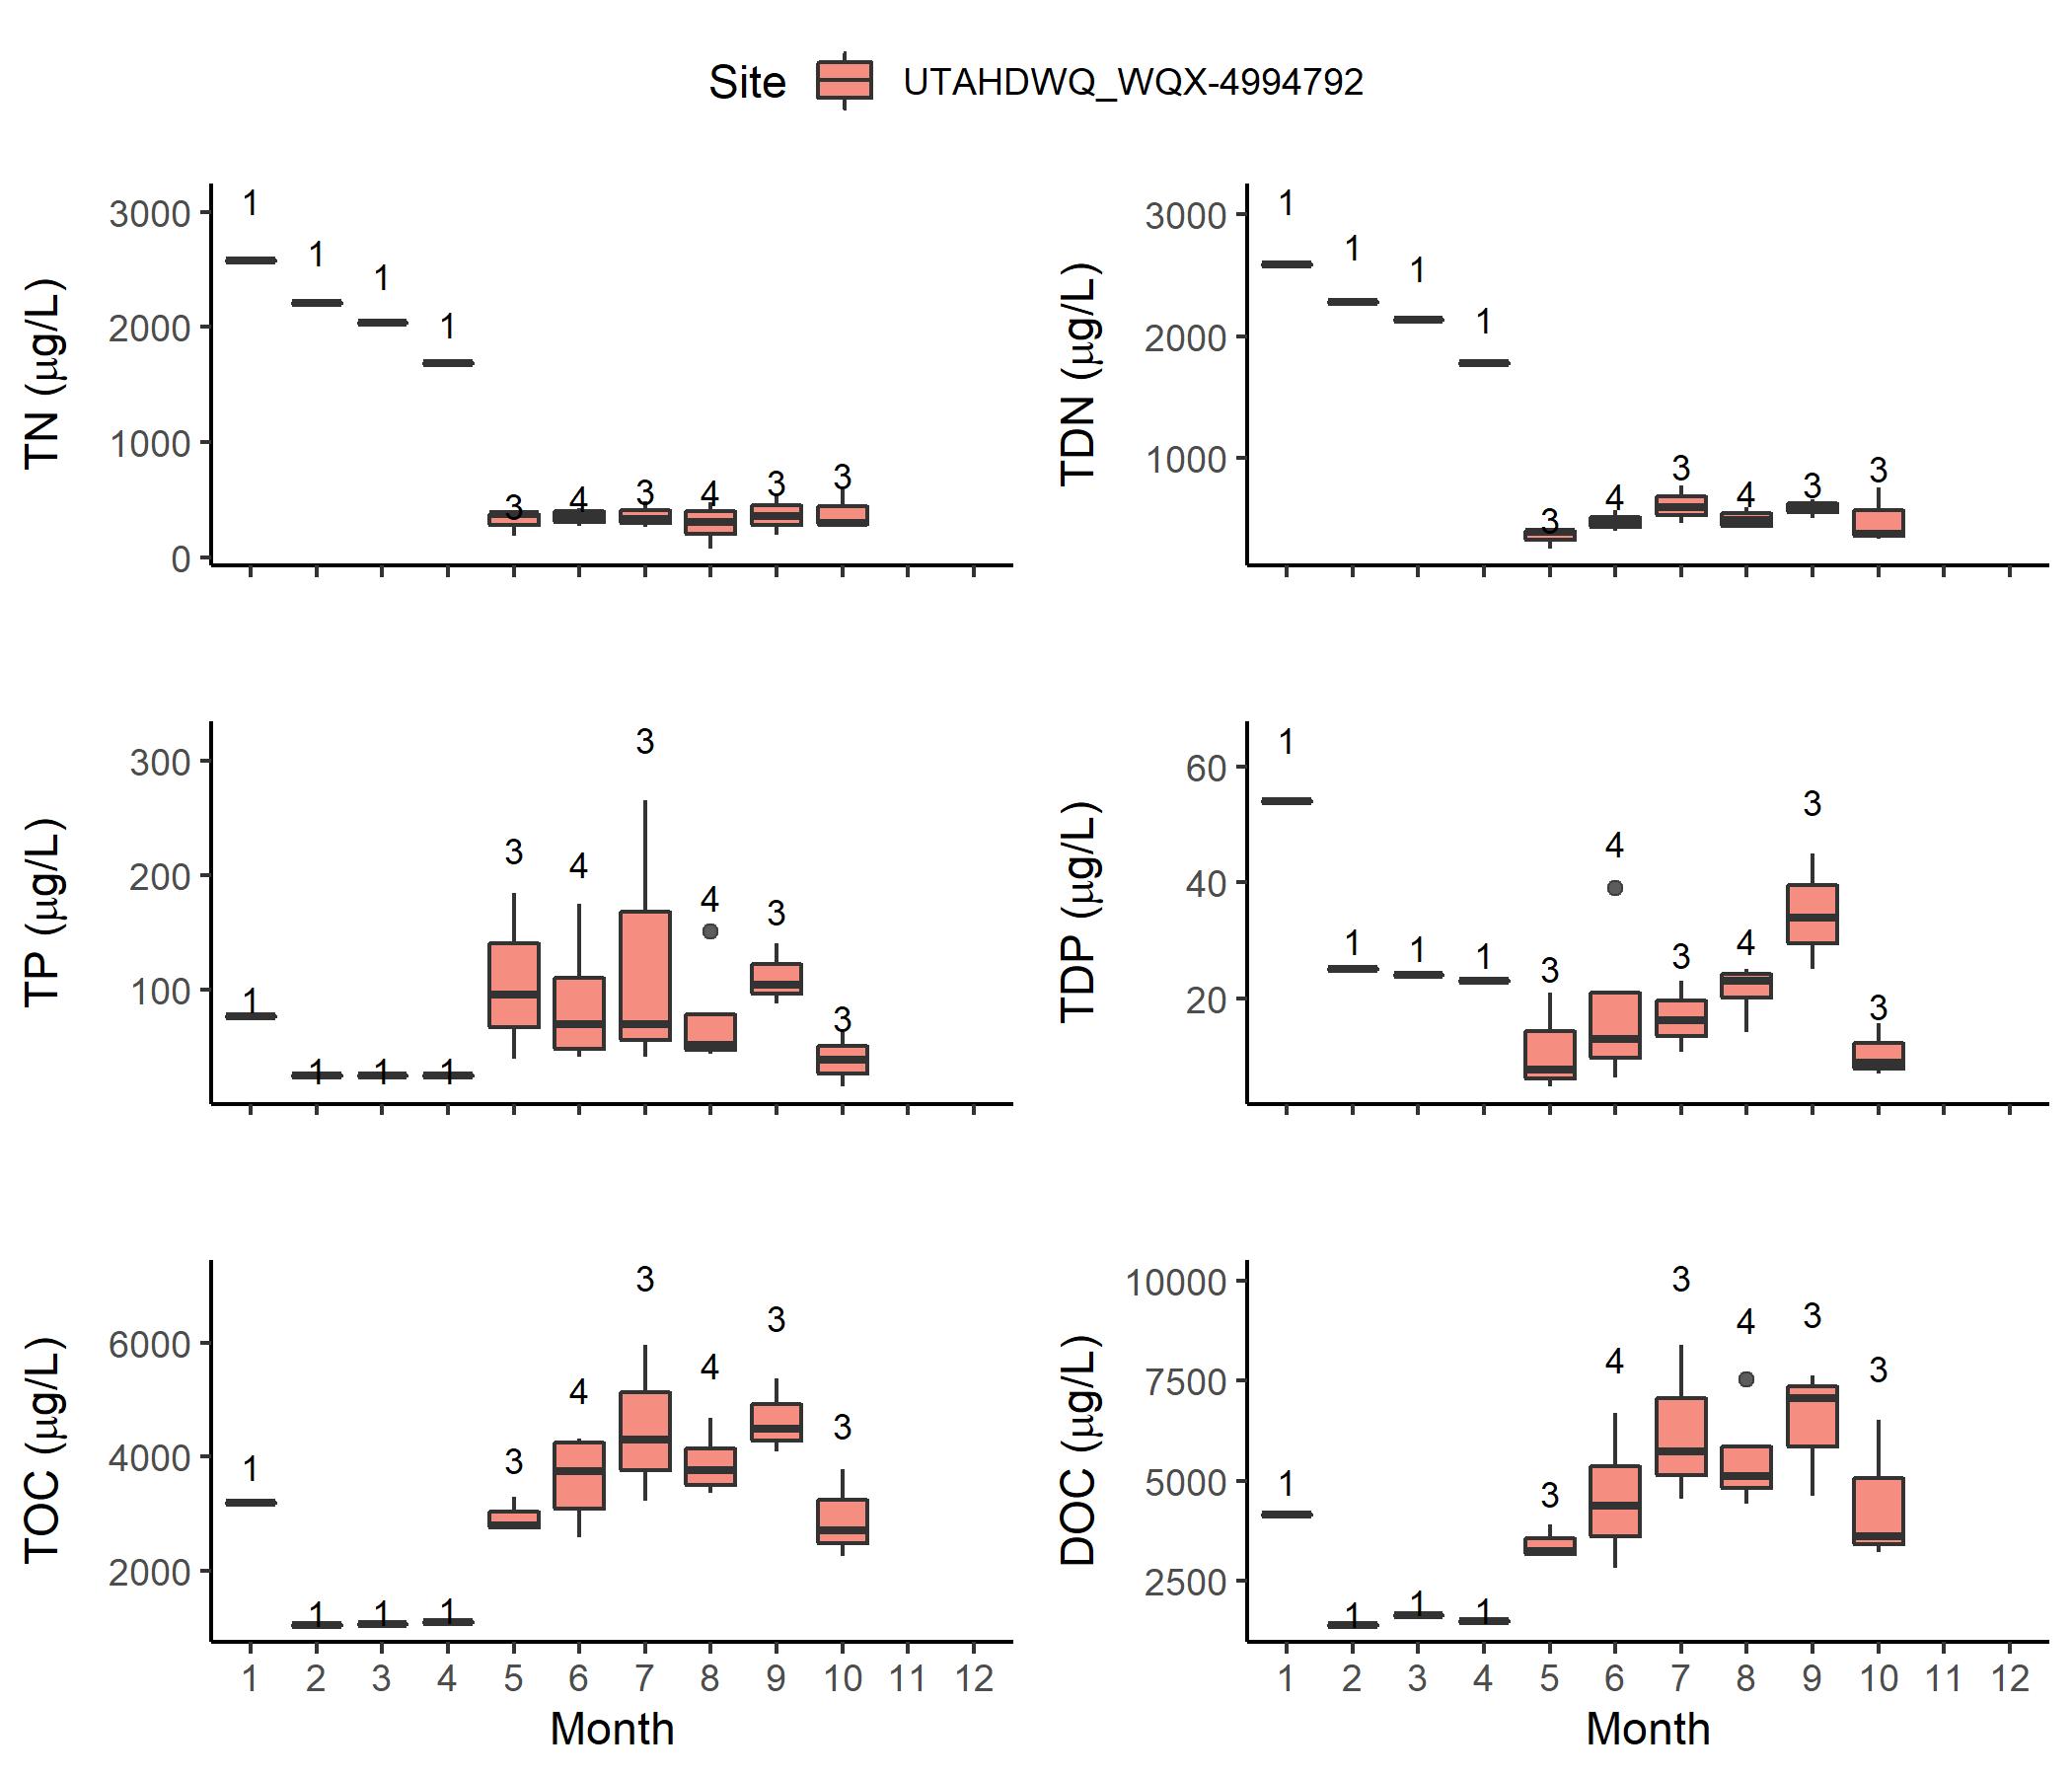 Site UTAHDWQ_WQX-4994792
TN (μg/L)
3000
2000
1000
0
1 1 1 1 3 4 3 4 3 3
TDN (μg/L)
3000
2000
1000
1 1 1 1 3 4 3 4 3 3
TP (μg/L)
300
200
100
1 1 1 1 3 4 3 4 3 3
TDP (μg/L)
60
40
20
1 1 1 1 3 4 3 4 3 3
TOC (μg/L)
6000
4000
2000
1 1 1 1 3 4 3 4 3 3
1 2 3 4 5 6 7 8 9 10 11 12
Month
DOC (μg/L)
10000
7500
5000
2500
1 1 1 1 3 4 3 4 3 3
1 2 3 4 5 6 7 8 9 10 11 12
Month